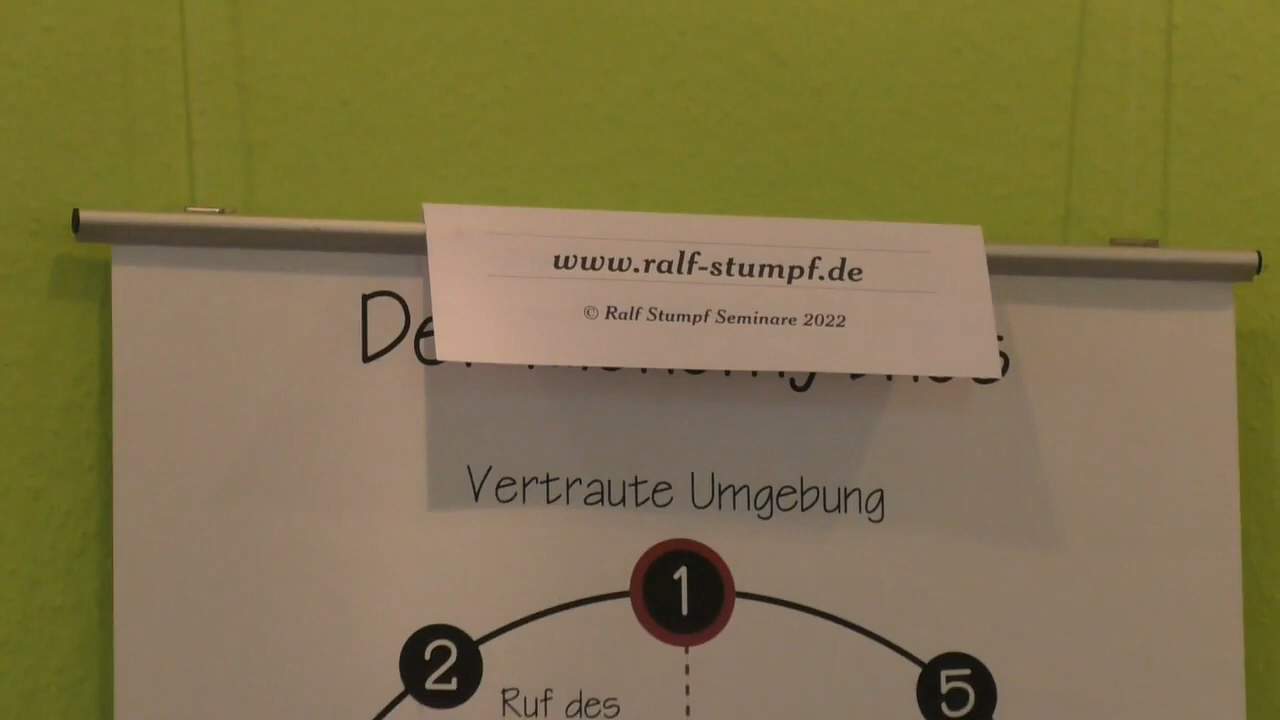 www.ralf-stumpf.de
© Ralf Stumpf Seminare 2022
Vertraute Umgebung
1
2
5
Ruf des